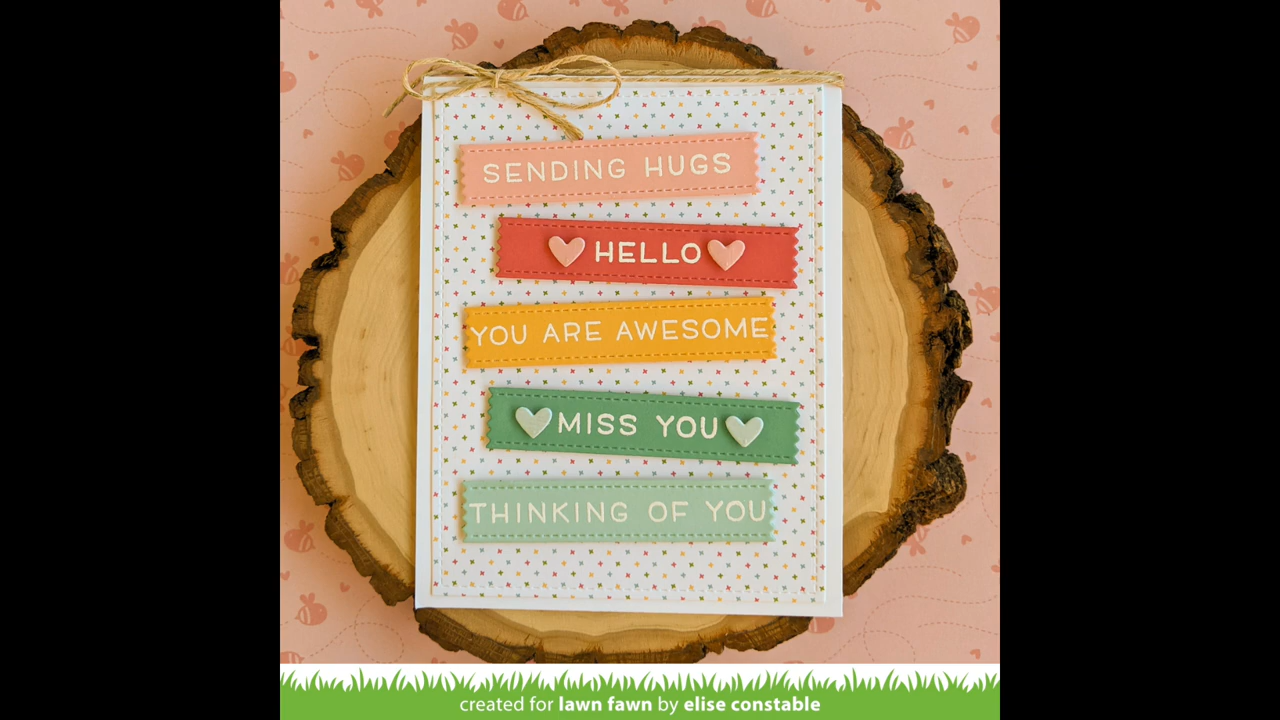 SENDING HUGS
HELLO
YOU ARE AWESOME
MISS YOU
THINKING OF YOU
created for lawn fawn by elise constable